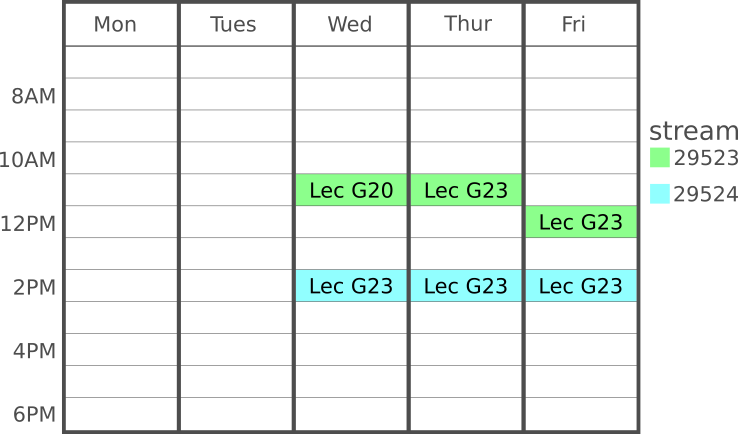 Mon Tues Wed Thur Fri
8AM
10AM
Lec G20 Lec G23
12PM Lec G23
2PM Lec G23 Lec G23 Lec G23
4PM
6PM
stream
29523
29524